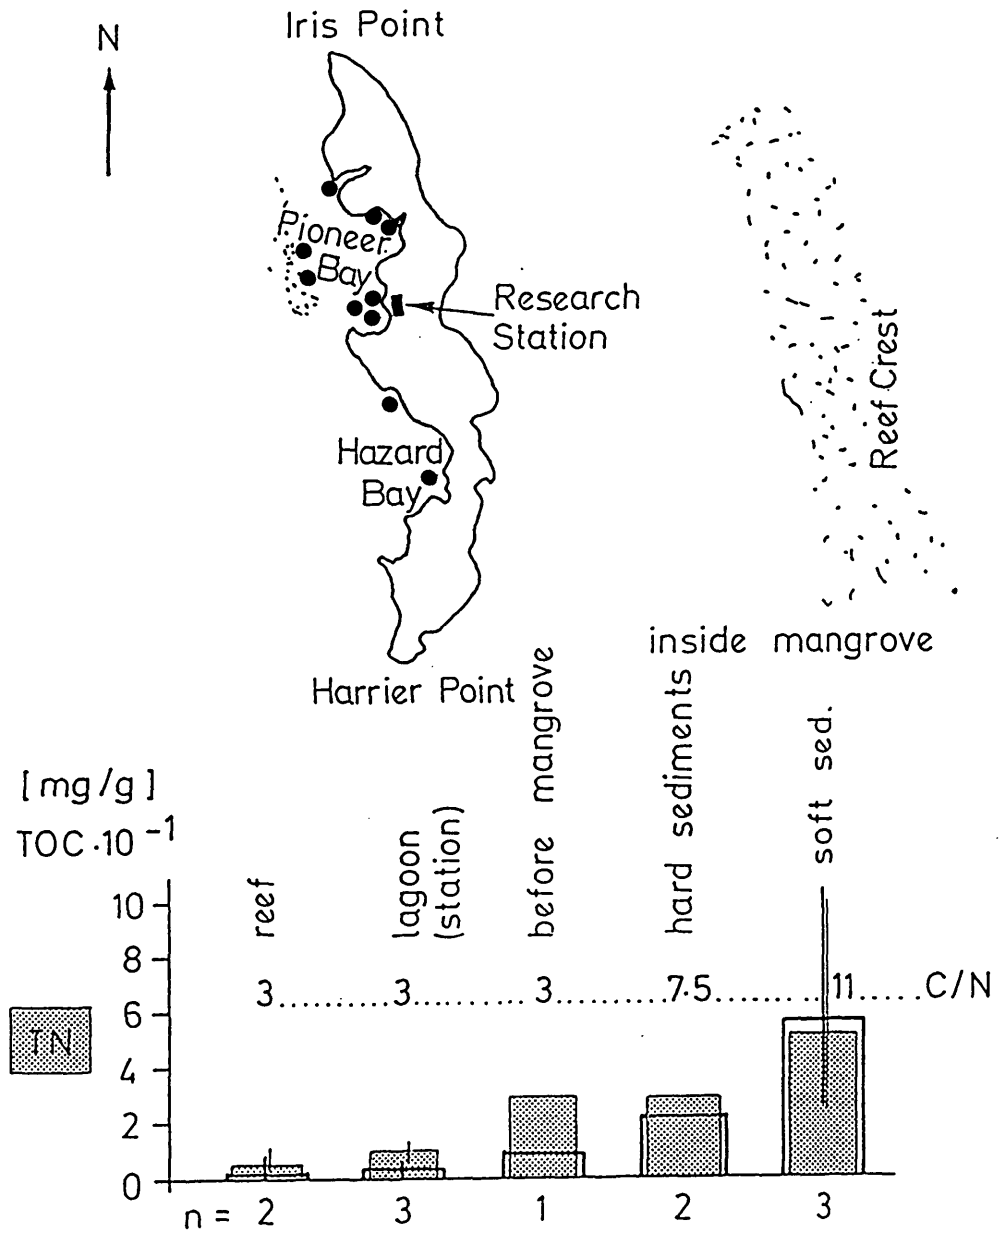 Iris Point
N
Pioneer
Bay
Research
Station
Reef Crest
Hazard
Bay
Harrier Point
inside mangrove
[mg/g]
TOC·10⁻¹
reef
lagoon
(station)
before mangrove
hard sediments
soft sed.
10
8
3 3 3 7.5 11 C/N
6
TN
4
2
0
n = 2 3 1 2 3